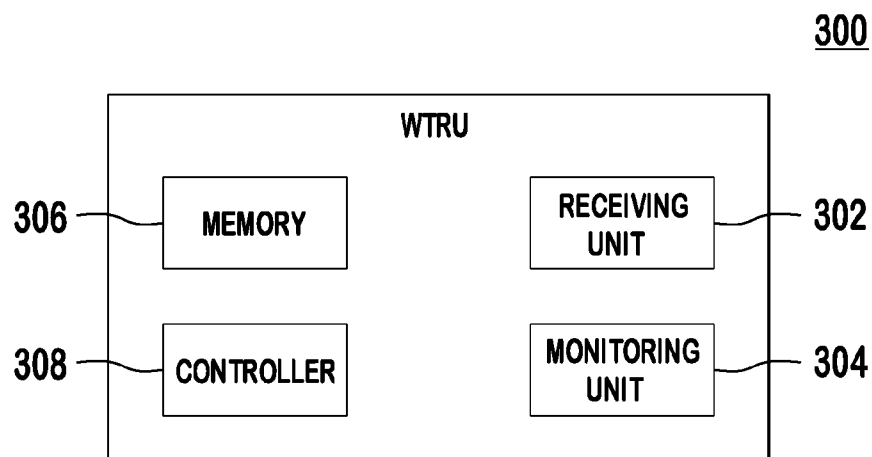 300
WTRU
306
MEMORY
RECEIVING
UNIT
302
308
CONTROLLER
MONITORING
UNIT
304